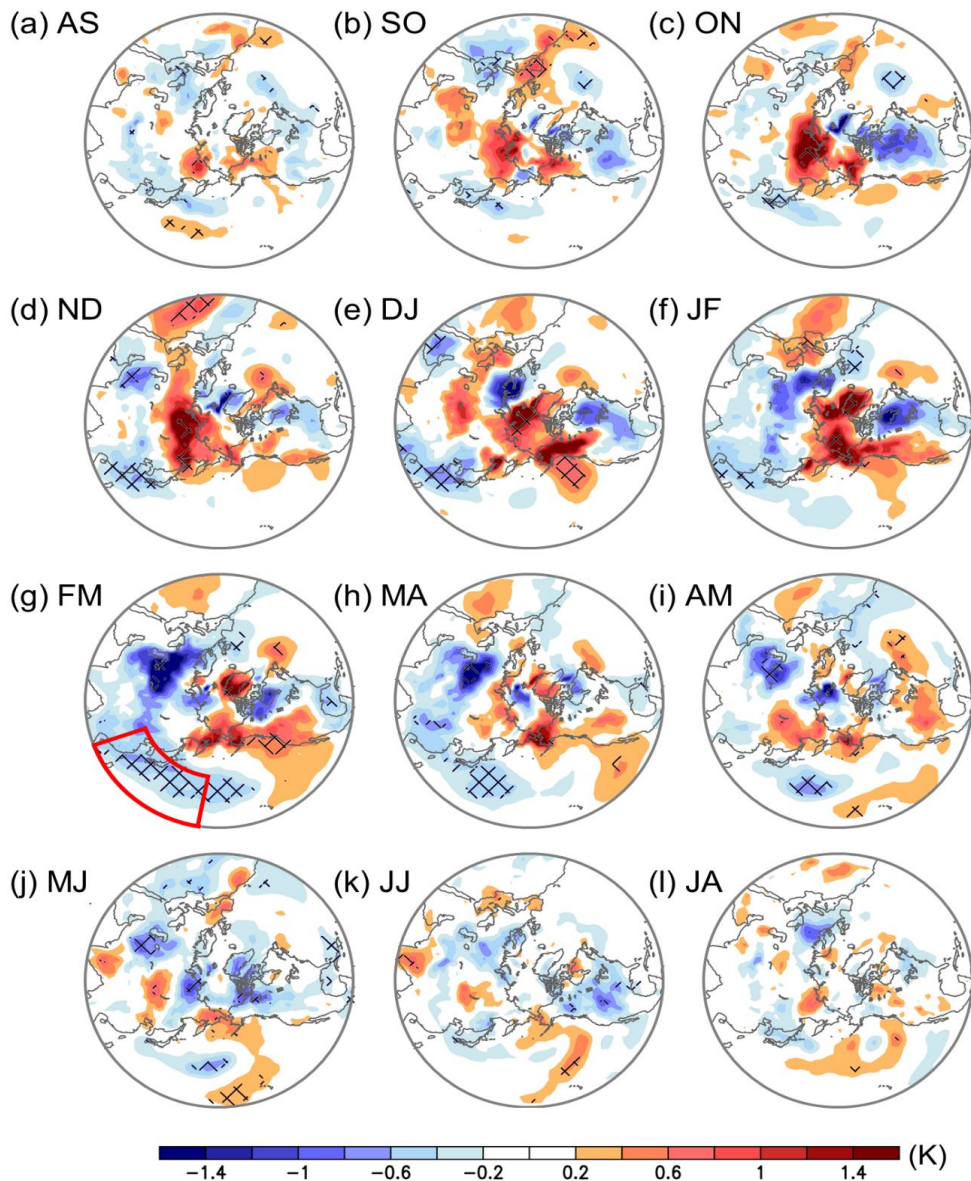 (a) AS (b) SO (c) ON
(d) ND (e) DJ (f) JF
(g) FM (h) MA (i) AM
(j) MJ (k) JJ (l) JA
-1.4 -1 -0.6 -0.2 0.2 0.6 1 1.4 (K)